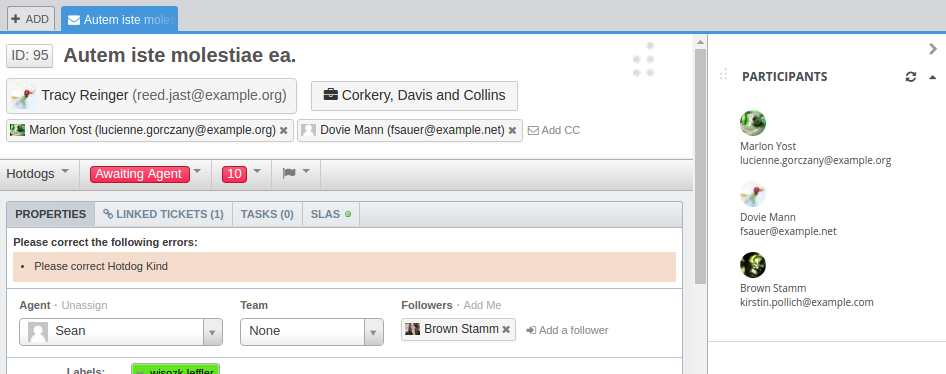 ADD
Autem iste moles
ID: 95
Autem iste molestiae ea.
Tracy Reinger (reed.jast@example.org)
Corkery, Davis and Collins
Marlon Yost (lucienne.gorczany@example.org)
Dovie Mann (fsauer@example.net)
Add CC
Hotdogs
Awaiting Agent
10
PROPERTIES
LINKED TICKETS (1)
TASKS (0)
SLAS
Please correct the following errors:
• Please correct Hotdog Kind
Agent · Unassign
Team
Followers · Add Me
Sean
None
Brown Stamm
Add a follower
Labels:
wisozk.leffler
PARTICIPANTS
Marlon Yost
lucienne.gorczany@example.org
Dovie Mann
fsauer@example.net
Brown Stamm
kirstin.pollich@example.com